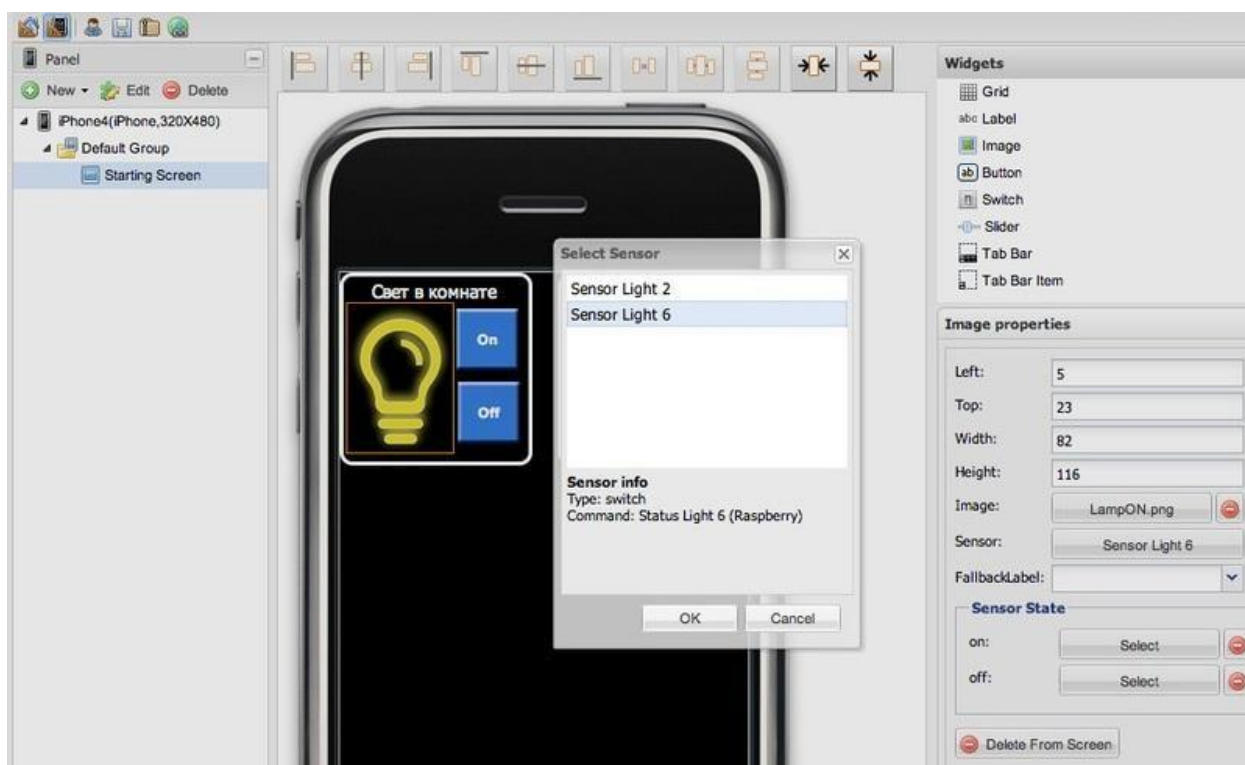 Panel
New Edit Delete
iPhone4(iPhone,320X480)
Default Group
Starting Screen
Свет в комнате
On
Off
Select Sensor
Sensor Light 2
Sensor Light 6
Sensor info
Type: switch
Command: Status Light 6 (Raspberry)
OK Cancel
Widgets
Grid
abc Label
Image
ab Button
Switch
Slider
Tab Bar
Tab Bar Item
Image properties
Left: 5
Top: 23
Width: 82
Height: 116
Image: LampON.png
Sensor: Sensor Light 6
FallbackLabel:
Sensor State
on: Select
off: Select
Delete From Screen